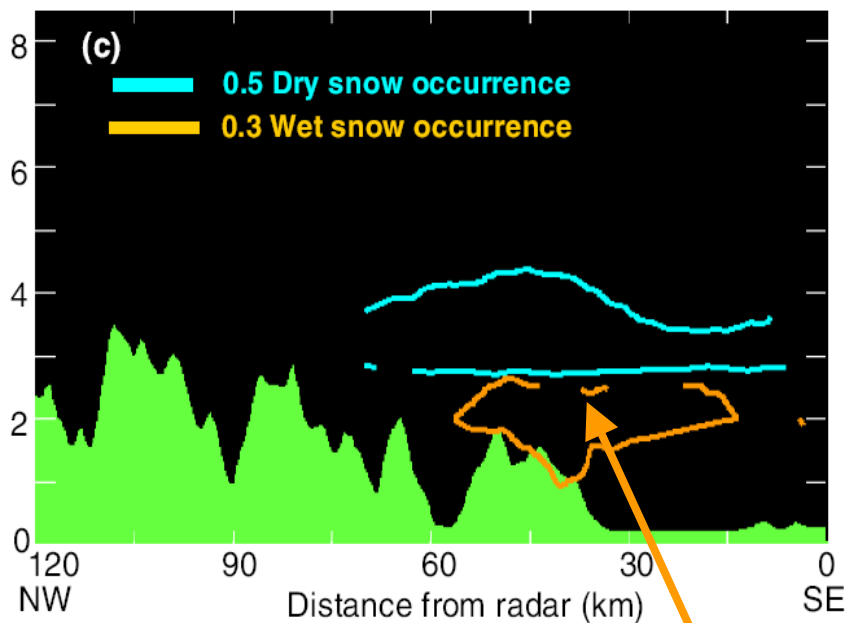 (c)
0.5 Dry snow occurrence
0.3 Wet snow occurrence
8
6
4
2
0
120 90 60 30 0
NW Distance from radar (km) SE